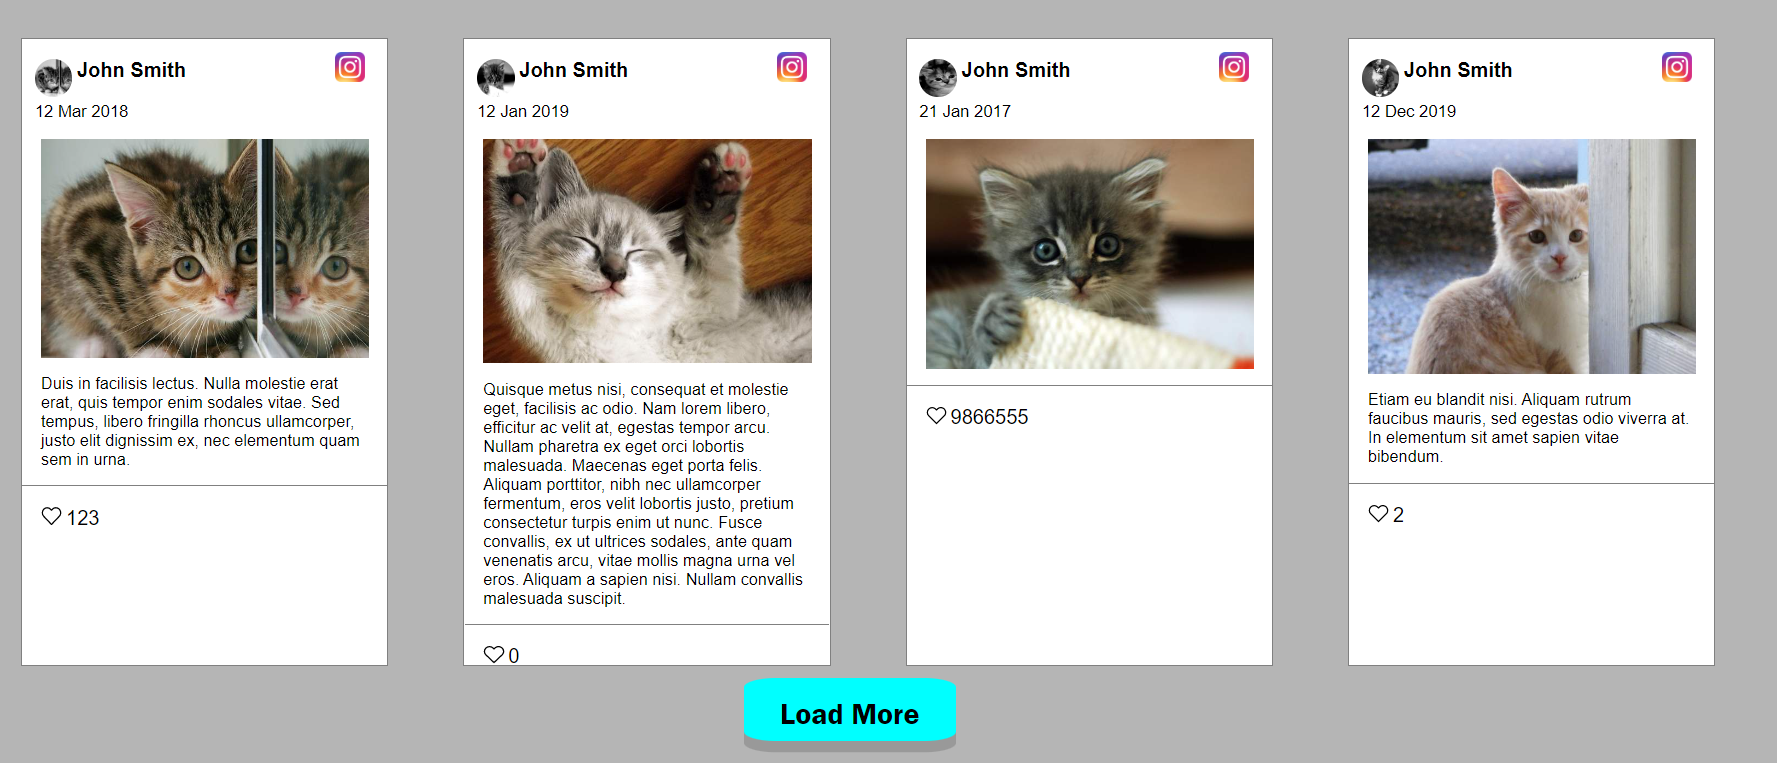 John Smith
12 Mar 2018
Duis in facilisis lectus. Nulla molestie erat
erat, quis tempor enim sodales vitae. Sed
tempus, libero fringilla rhoncus ullamcorper,
justo elit dignissim ex, nec elementum quam
sem in urna.
123
John Smith
12 Jan 2019
Quisque metus nisi, consequat et molestie
eget, facilisis ac odio. Nam lorem libero,
efficitur ac velit at, egestas tempor arcu.
Nullam pharetra ex eget orci lobortis
malesuada. Maecenas eget porta felis.
Aliquam porttitor, nibh nec ullamcorper
fermentum, eros velit lobortis justo, pretium
consectetur turpis enim ut nunc. Fusce
convallis, ex ut ultrices sodales, ante quam
venenatis arcu, vitae mollis magna urna vel
eros. Aliquam a sapien nisi. Nullam convallis
malesuada suscipit.
0
John Smith
21 Jan 2017
9866555
John Smith
12 Dec 2019
Etiam eu blandit nisi. Aliquam rutrum
faucibus mauris, sed egestas odio viverra at.
In elementum sit amet sapien vitae
bibendum.
2
Load More